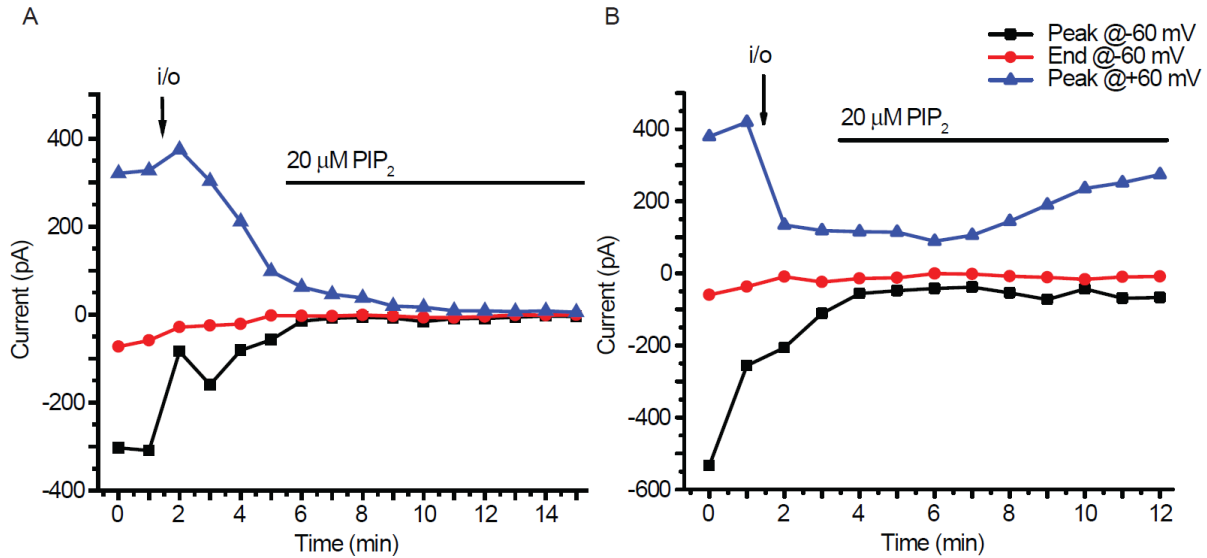 A
i/o
20 μM PIP2
Current (pA)
400
200
0
-200
-400
0 2 4 6 8 10 12 14
Time (min)
B
Peak @-60 mV
End @-60 mV
Peak @+60 mV
i/o
20 μM PIP2
Current (pA)
400
200
0
-200
-400
-600
0 2 4 6 8 10 12
Time (min)